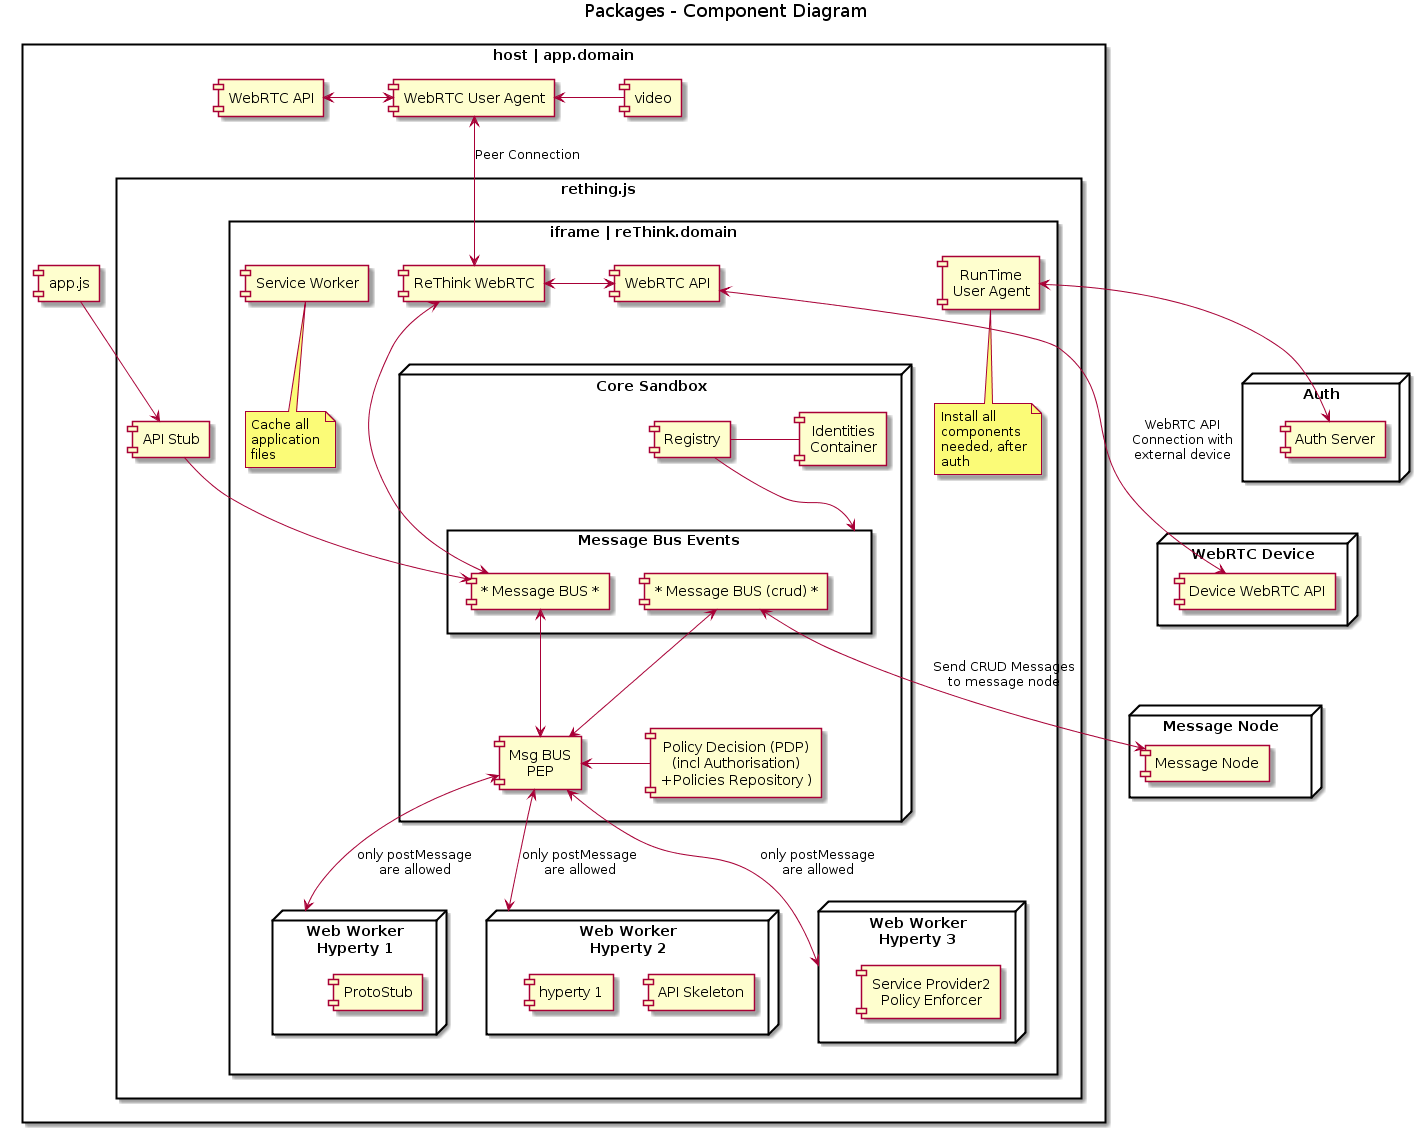 Packages - Component Diagram
host | app.domain
WebRTC API
WebRTC User Agent
video
Peer Connection
rething.js
iframe | reThink.domain
app.js
Service Worker
ReThink WebRTC
WebRTC API
RunTime
User Agent
Core Sandbox
Auth
API Stub
Cache all
application
files
Registry
Identities
Container
Install all
components
needed, after
auth
WebRTC API
Connection with
external device
Auth Server
Message Bus Events
WebRTC Device
* Message BUS *
* Message BUS (crud) *
Device WebRTC API
Send CRUD Messages
to message node
Message Node
Msg BUS
PEP
Policy Decision (PDP)
(incl Authorisation)
+Policies Repository )
Message Node
only postMessage
are allowed
only postMessage
are allowed
only postMessage
are allowed
Web Worker
Hyperty 1
Web Worker
Hyperty 2
Web Worker
Hyperty 3
ProtoStub
hyperty 1
API Skeleton
Service Provider2
Policy Enforcer